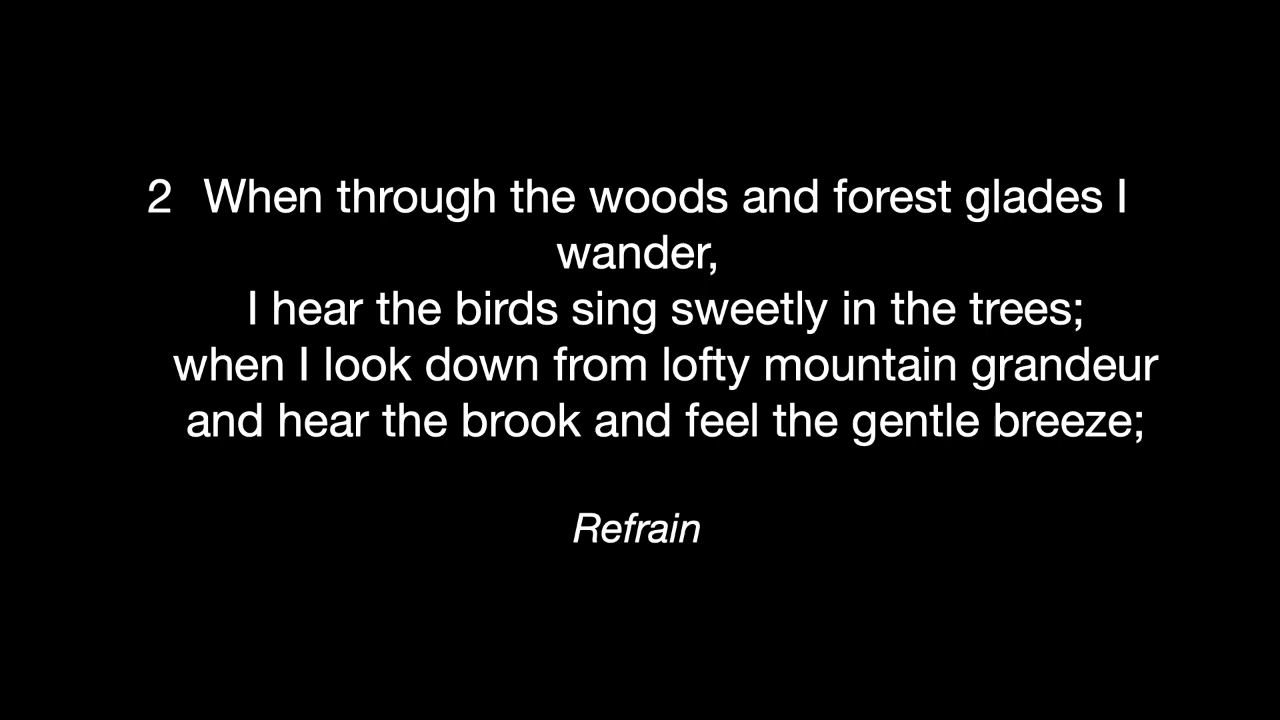 2 When through the woods and forest glades I
wander,
I hear the birds sing sweetly in the trees;
when I look down from lofty mountain grandeur
and hear the brook and feel the gentle breeze;
Refrain